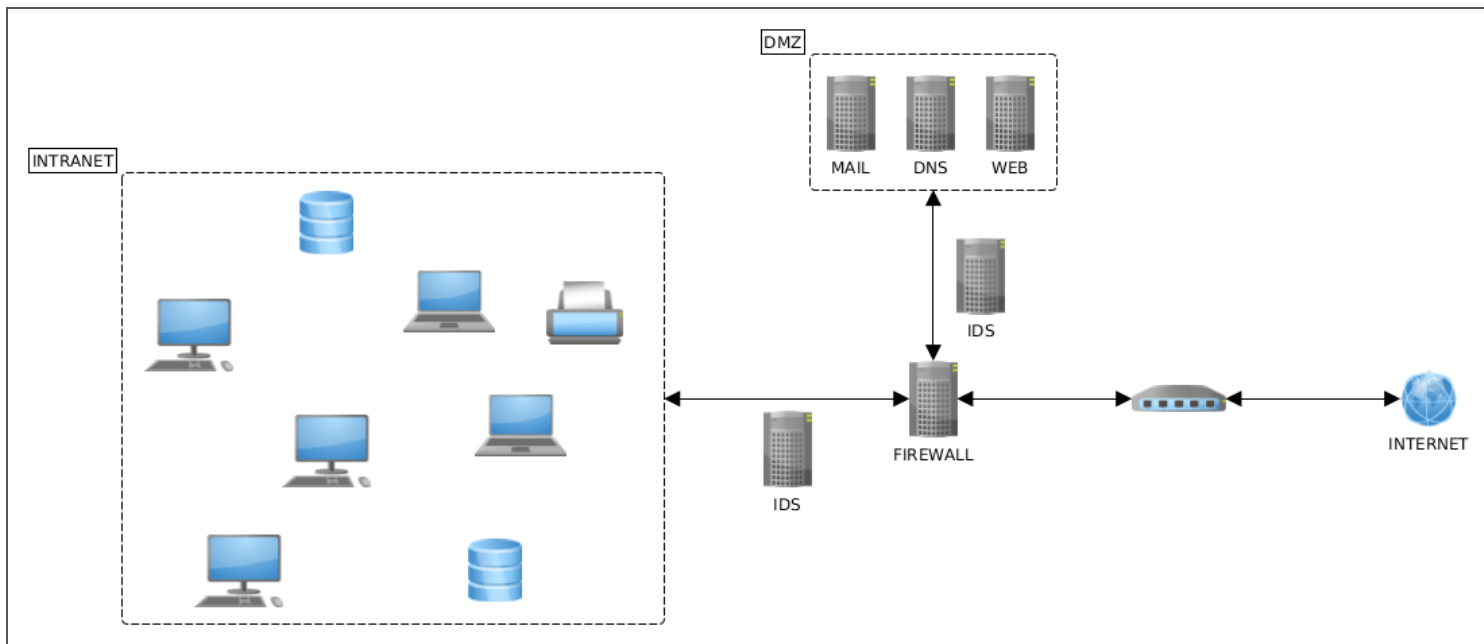 DMZ
MAIL
DNS
WEB
INTRANET
IDS
FIREWALL
INTERNET
IDS